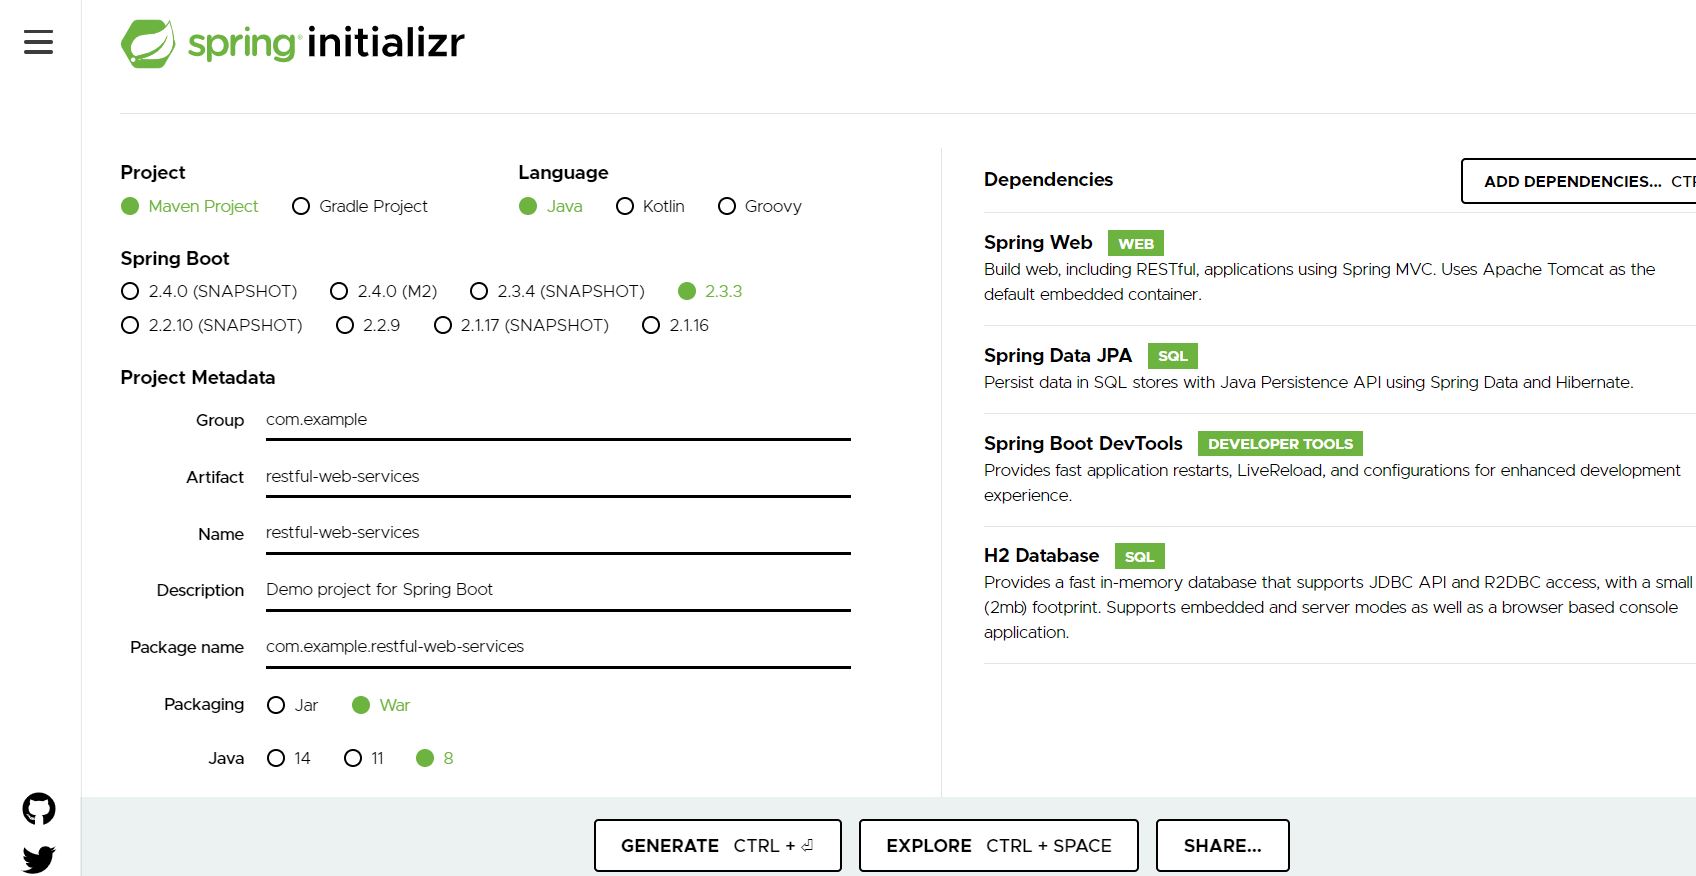 spring initializr
Project
Maven Project Gradle Project
Language
Java Kotlin Groovy
Spring Boot
2.4.0 (SNAPSHOT) 2.4.0 (M2) 2.3.4 (SNAPSHOT) 2.3.3
2.2.10 (SNAPSHOT) 2.2.9 2.1.17 (SNAPSHOT) 2.1.16
Project Metadata
Group com.example
Artifact restful-web-services
Name restful-web-services
Description Demo project for Spring Boot
Package name com.example.restful-web-services
Packaging Jar War
Java 14 11 8
Dependencies
ADD DEPENDENCIES... CTR
Spring Web WEB
Build web, including RESTful, applications using Spring MVC. Uses Apache Tomcat as the
default embedded container.
Spring Data JPA SQL
Persist data in SQL stores with Java Persistence API using Spring Data and Hibernate.
Spring Boot DevTools DEVELOPER TOOLS
Provides fast application restarts, LiveReload, and configurations for enhanced development
experience.
H2 Database SQL
Provides a fast in-memory database that supports JDBC API and R2DBC access, with a small
(2mb) footprint. Supports embedded and server modes as well as a browser based console
application.
GENERATE CTRL + ⏎
EXPLORE CTRL + SPACE
SHARE...